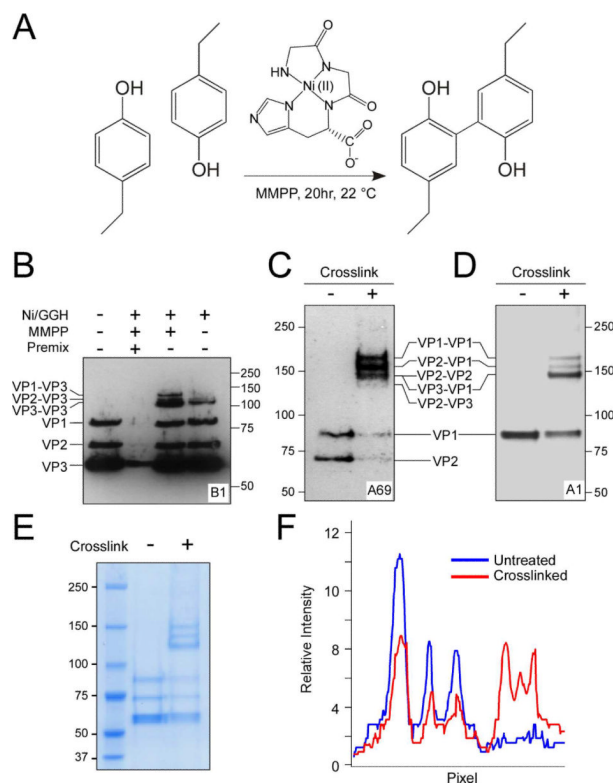 A
OH
OH
O
HN
N
Ni (II)
N
N
O
O
O-
MMPP, 20hr, 22 °C
OH
OH
B
Ni/GGH - + + +
MMPP - + + -
Premix - + - -
VP1-VP3
VP2-VP3
VP3-VP3
VP1
VP2
VP3
250
150
100
75
50
B1
C
Crosslink
- +
250
150
100
75
50
A69
VP1-VP1
VP2-VP1
VP2-VP2
VP3-VP1
VP2-VP3
VP1
VP2
D
Crosslink
- +
250
150
100
75
50
A1
E
Crosslink - +
250
150
100
75
50
37
F
Relative Intensity
12
8
4
2
0
Untreated
Crosslinked
Pixel